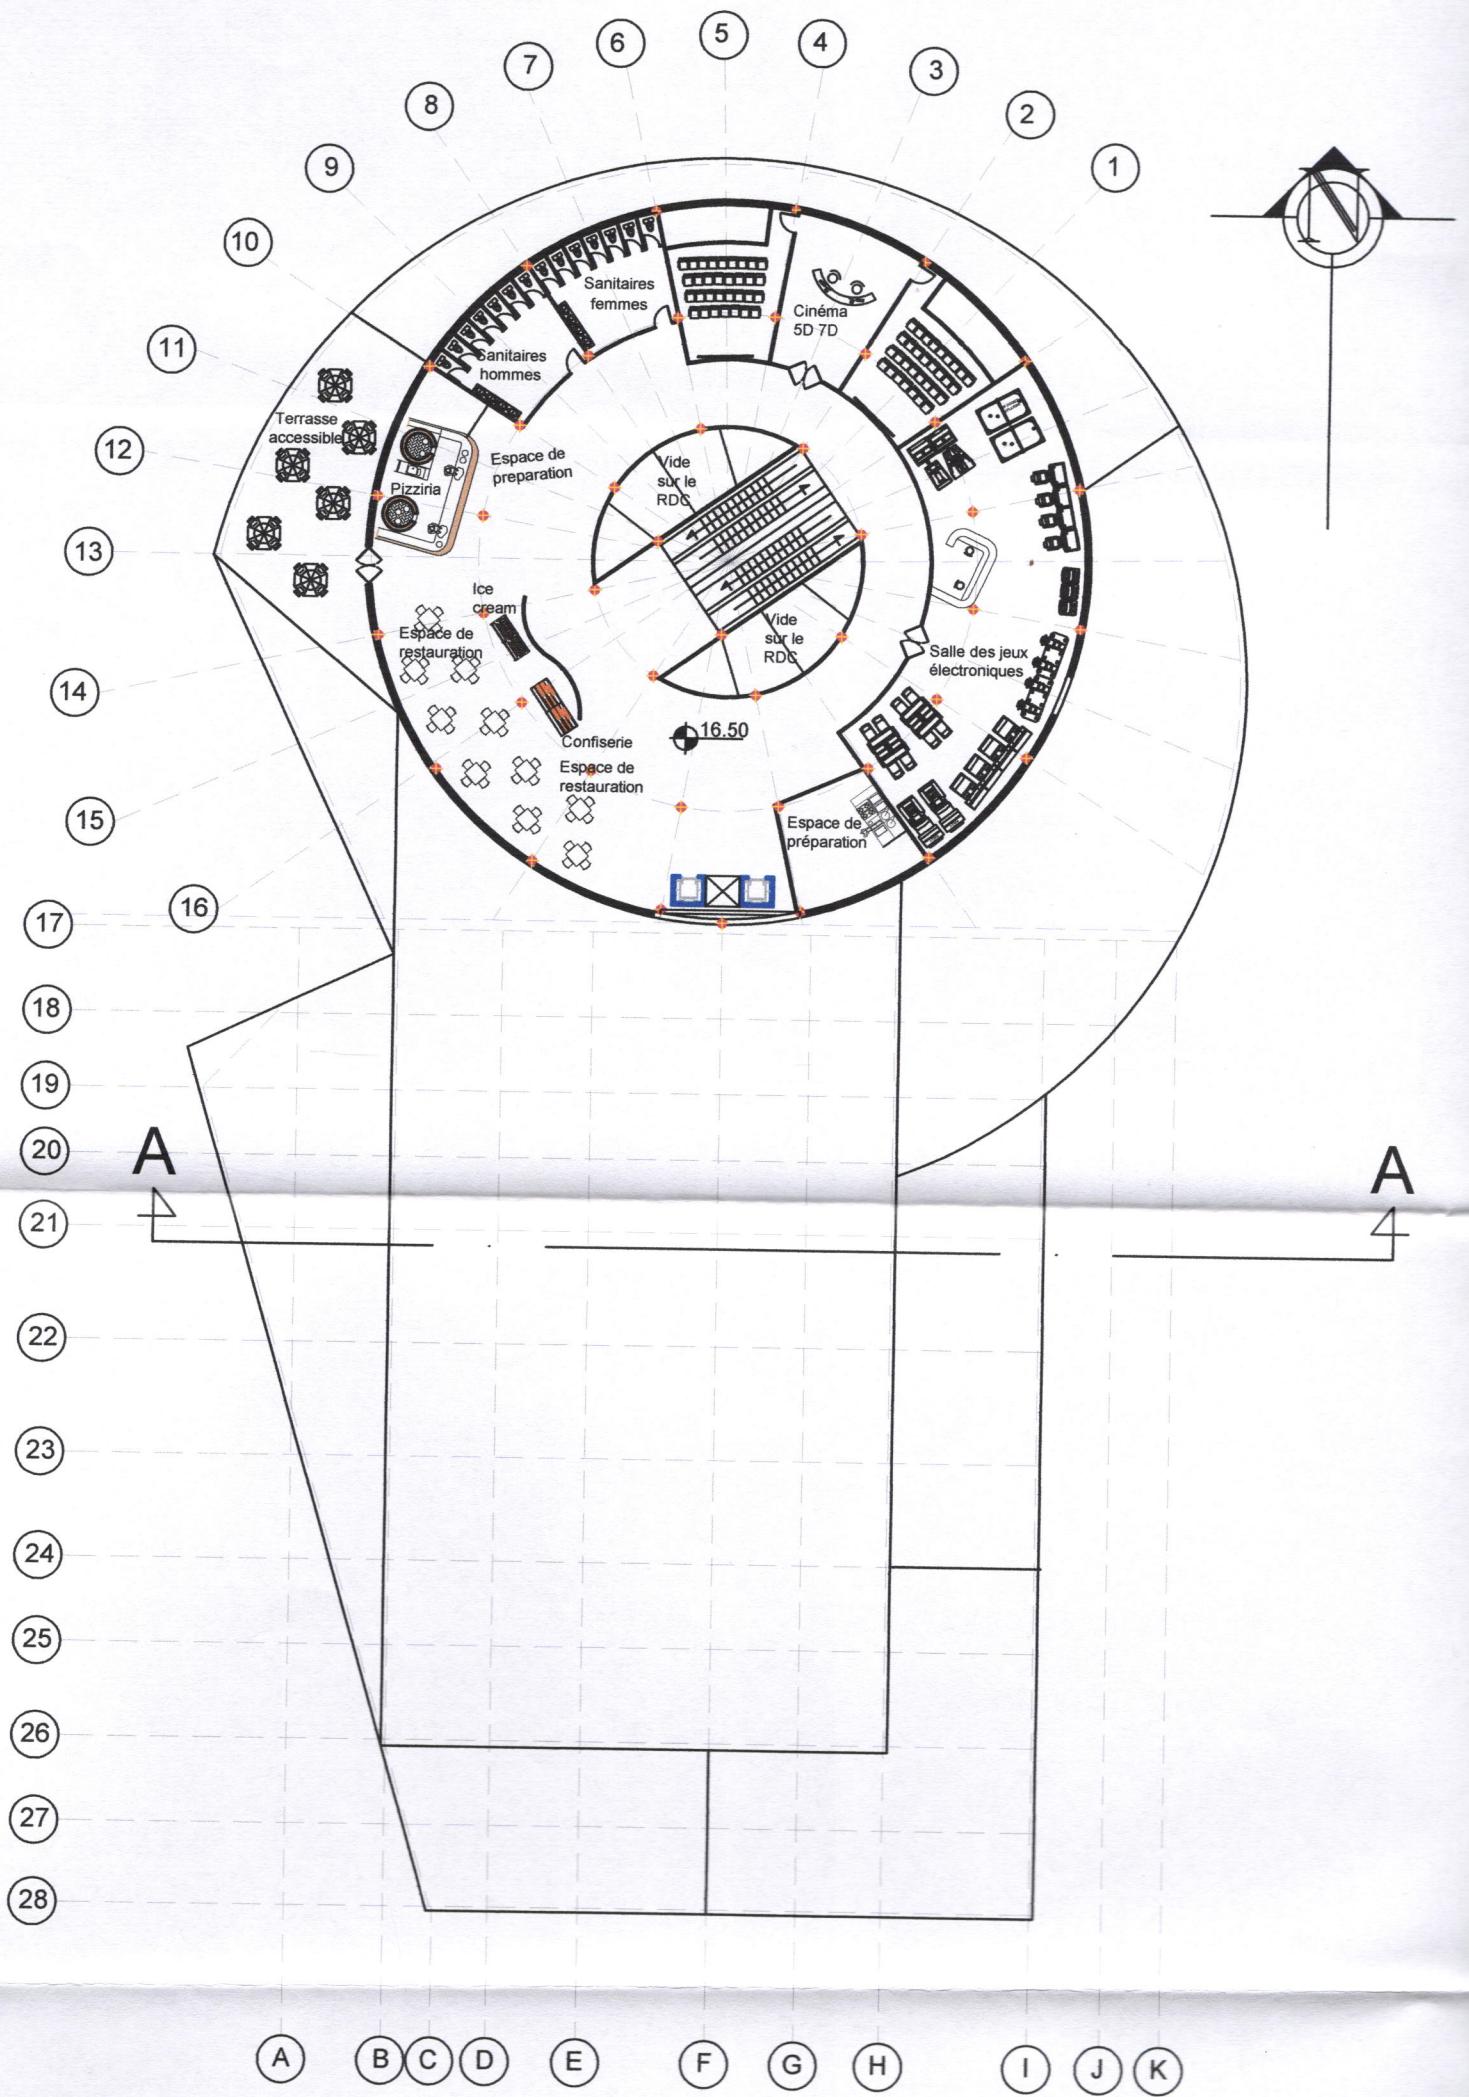 5
6
4
7
3
8
2
9
1
10
N
11
12
13
14
15
16
Sanitaires
femmes
Cinéma
5D 7D
Sanitaires
hommes
Terrasse
accessible
Espace de
preparation
Pizziria
Vide
sur le
RDC
Ice
cream
Espace de
restauration
Vide
sur le
RDC
Salle des jeux
électroniques
16.50
Confiserie
Espace de
restauration
Espace de
préparation
17
18
19
20
A
A
21
22
23
24
25
26
27
28
A
B
C
D
E
F
G
H
I
J
K